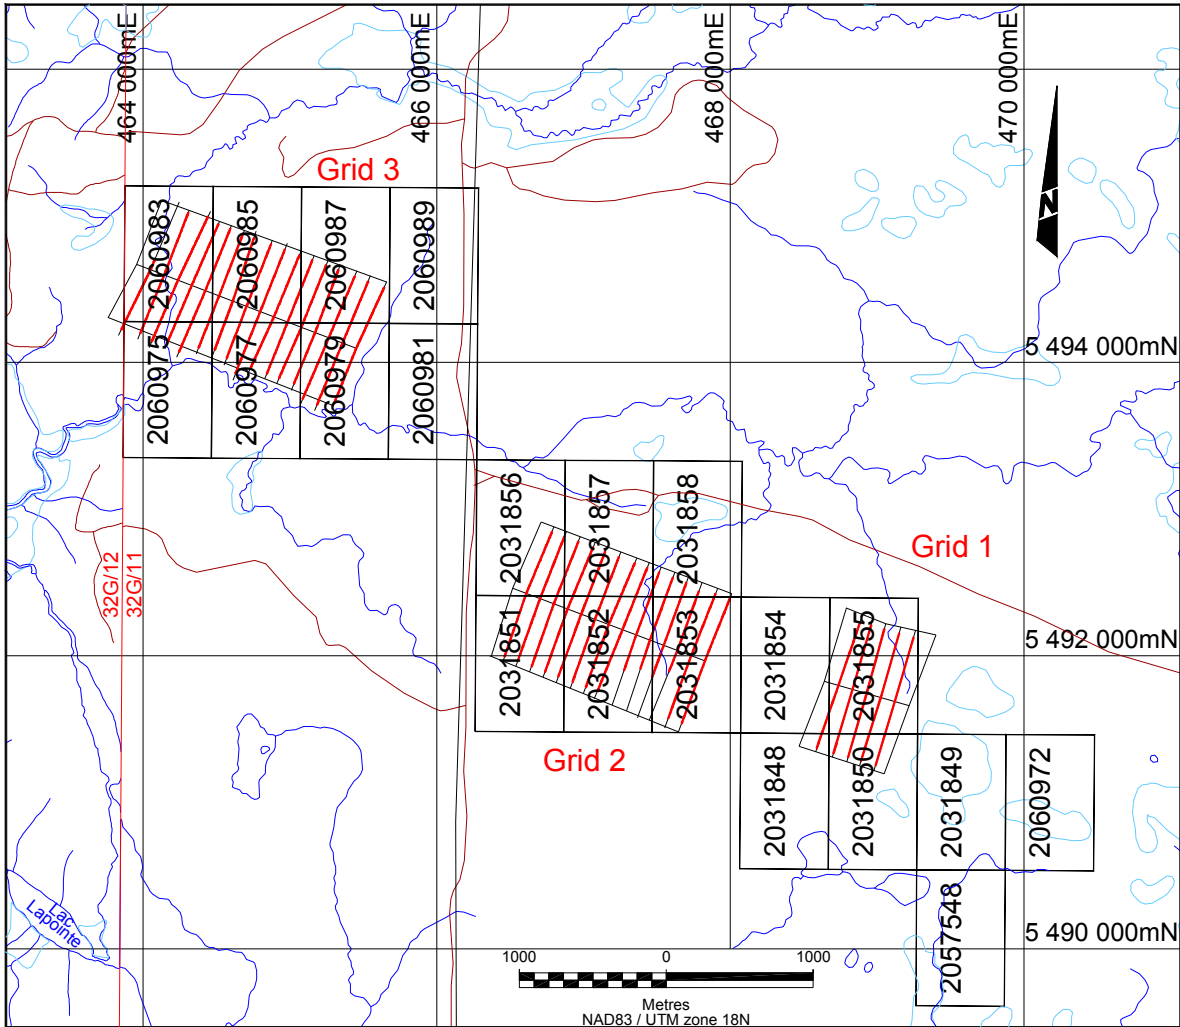 464 000mE
466 000mE
468 000mE
470 000mE
N
Grid 3
2060983
2060985
2060987
2060989
2060975
2060977
2060979
2060981
5 494 000mN
2031856
2031857
2031858
Grid 1
32G/12
32G/11
2031851
2031852
2031853
2031854
2031855
5 492 000mN
Grid 2
2031848
2031850
2031849
2060972
Lac
Lapointe
2057548
5 490 000mN
1000 0 1000
Metres
NAD83 / UTM zone 18N